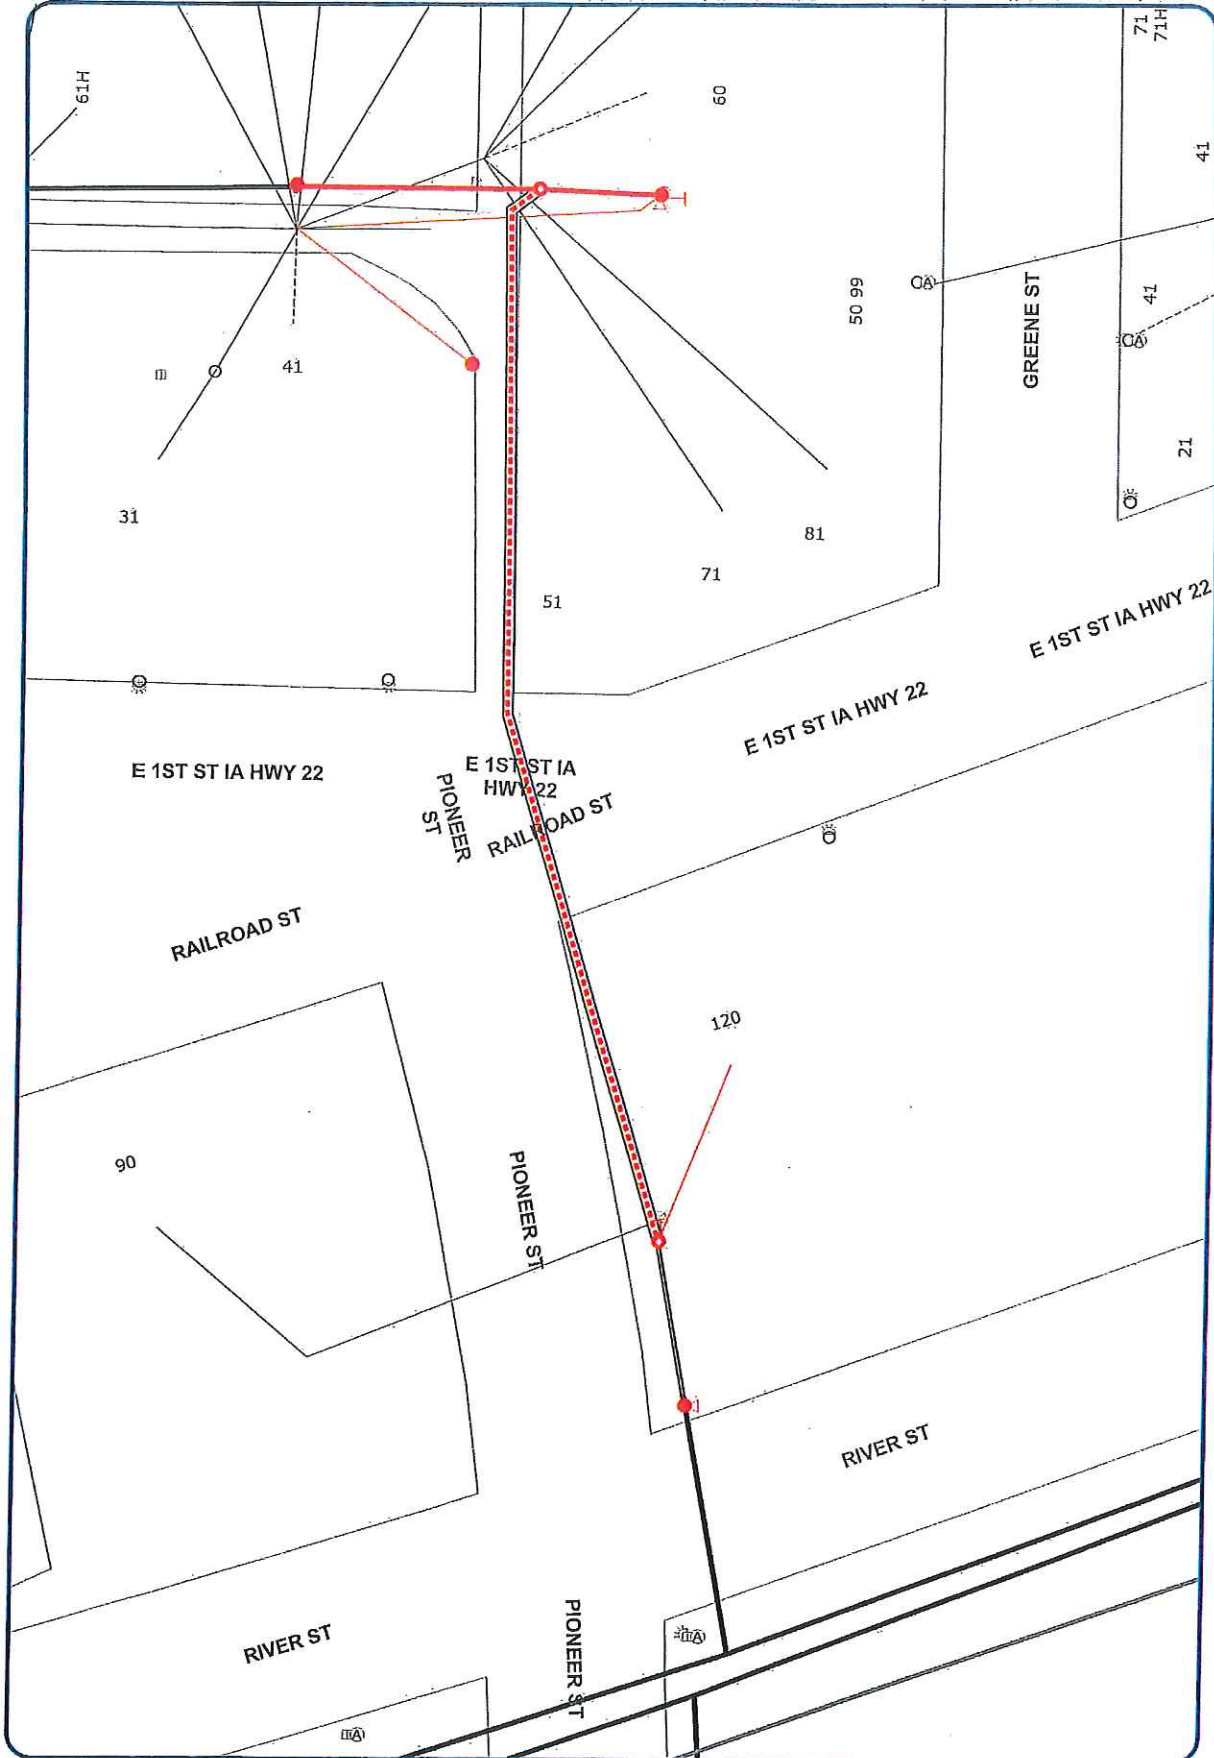 71
71H
61H
60
41
50 99
GREENE ST
41
41
21
31
81
71
51
E 1ST ST IA HWY 22
E 1ST ST IA HWY 22
E 1ST ST IA HWY 22
E 1ST ST IA
HWY 22
PIONEER
ST
RAILROAD ST
RAILROAD ST
120
90
PIONEER ST
RIVER ST
RIVER ST
PIONEER ST